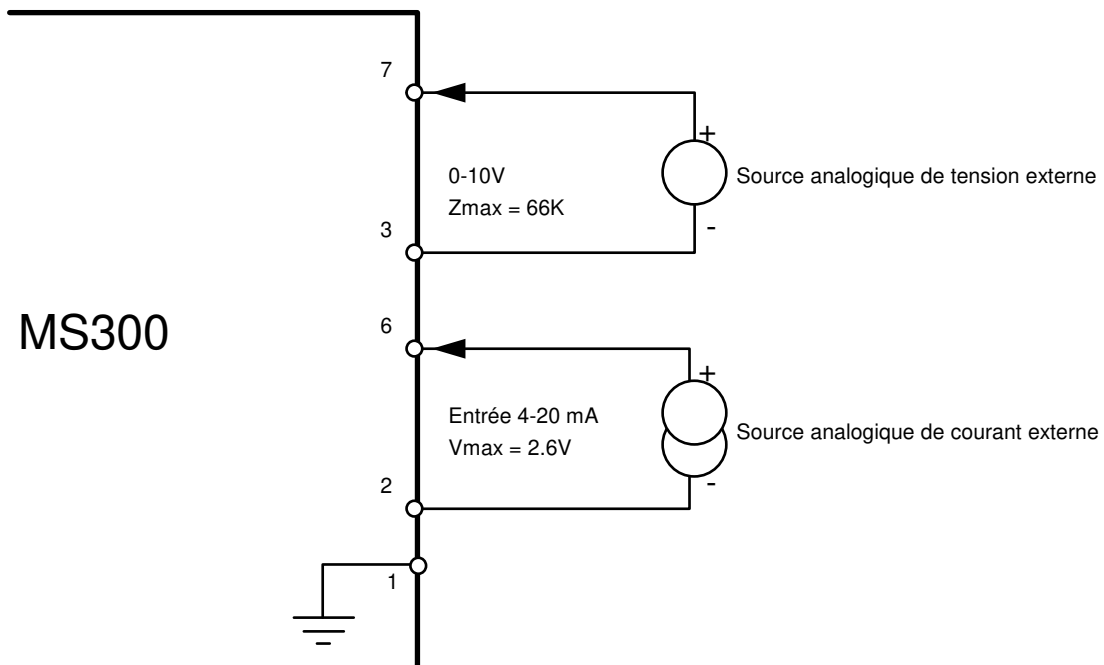 7
+
0-10V
Source analogique de tension externe
Zmax = 66K
-
3
MS300
6
+
Entrée 4-20 mA
Source analogique de courant externe
Vmax = 2.6V
-
2
1